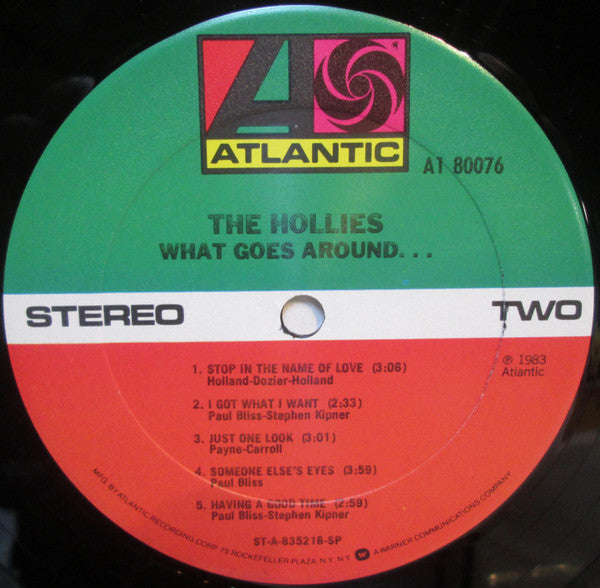 ATLANTIC
A1 80076
THE HOLLIES
WHAT GOES AROUND...
STEREO
TWO
℗ 1983
Atlantic
1. STOP IN THE NAME OF LOVE (3:06)
Holland-Dozier-Holland
2. I GOT WHAT I WANT (2:33)
Paul Bliss-Stephen Kipner
3. JUST ONE LOOK (3:01)
Payne-Carroll
4. SOMEONE ELSE'S EYES (3:59)
Paul Bliss
5. HAVING A GOOD TIME (2:59)
Paul Bliss-Stephen Kipner
ST-A-835216-SP
MFG. BY ATLANTIC RECORDING CORP. 75 ROCKEFELLER PLAZA, N.Y. N.Y. A WARNER COMMUNICATIONS COMPANY